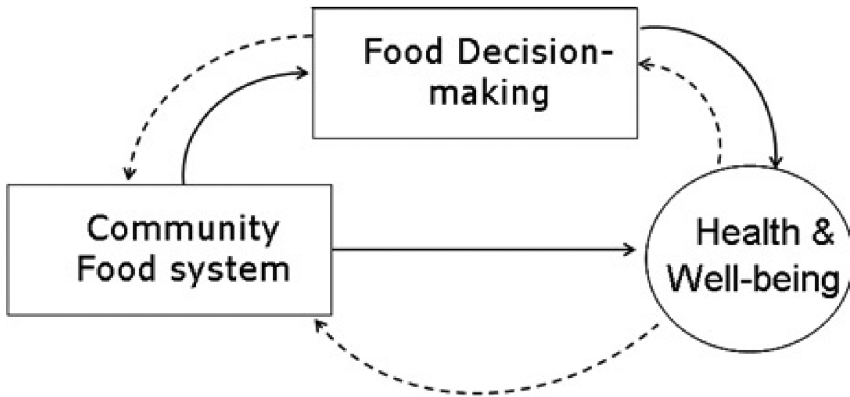 Food Decision-
making
Community
Food system
Health &
Well-being